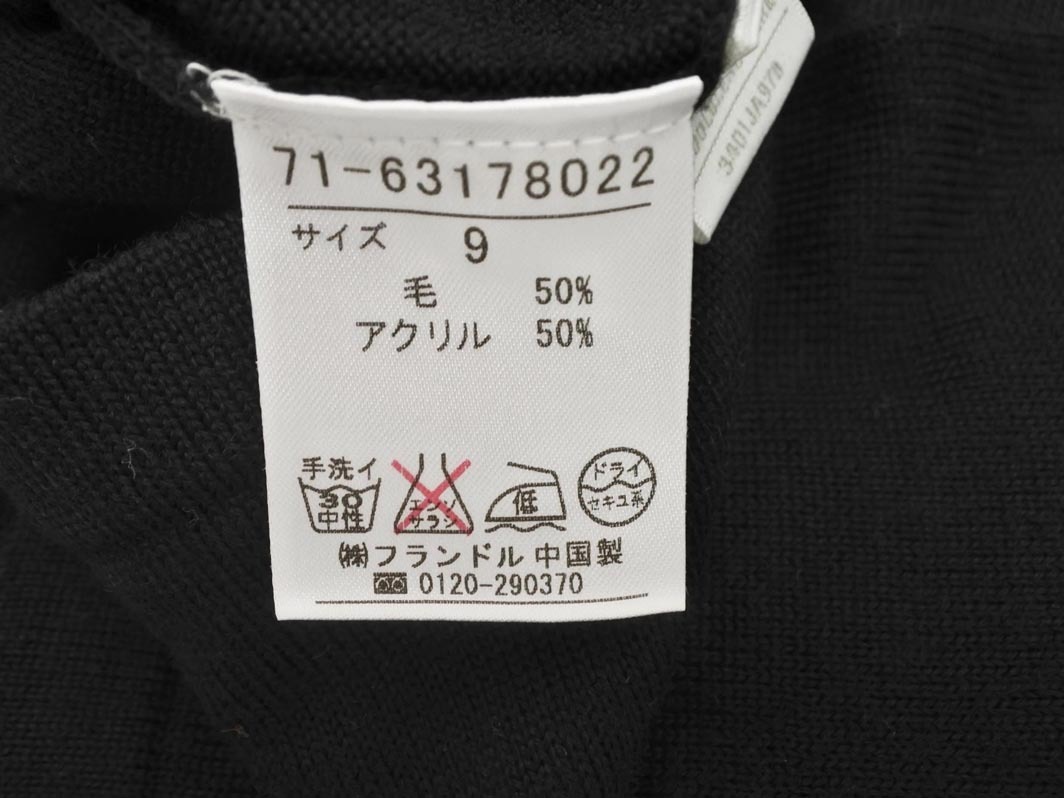 71-63178022
サイズ 9
毛 50%
アクリル 50%
手洗イ
30
中性
エンソ
サラシ
低
ドライ
セキユ系
㈱フランドル 中国製
0120-290370
3401JA978